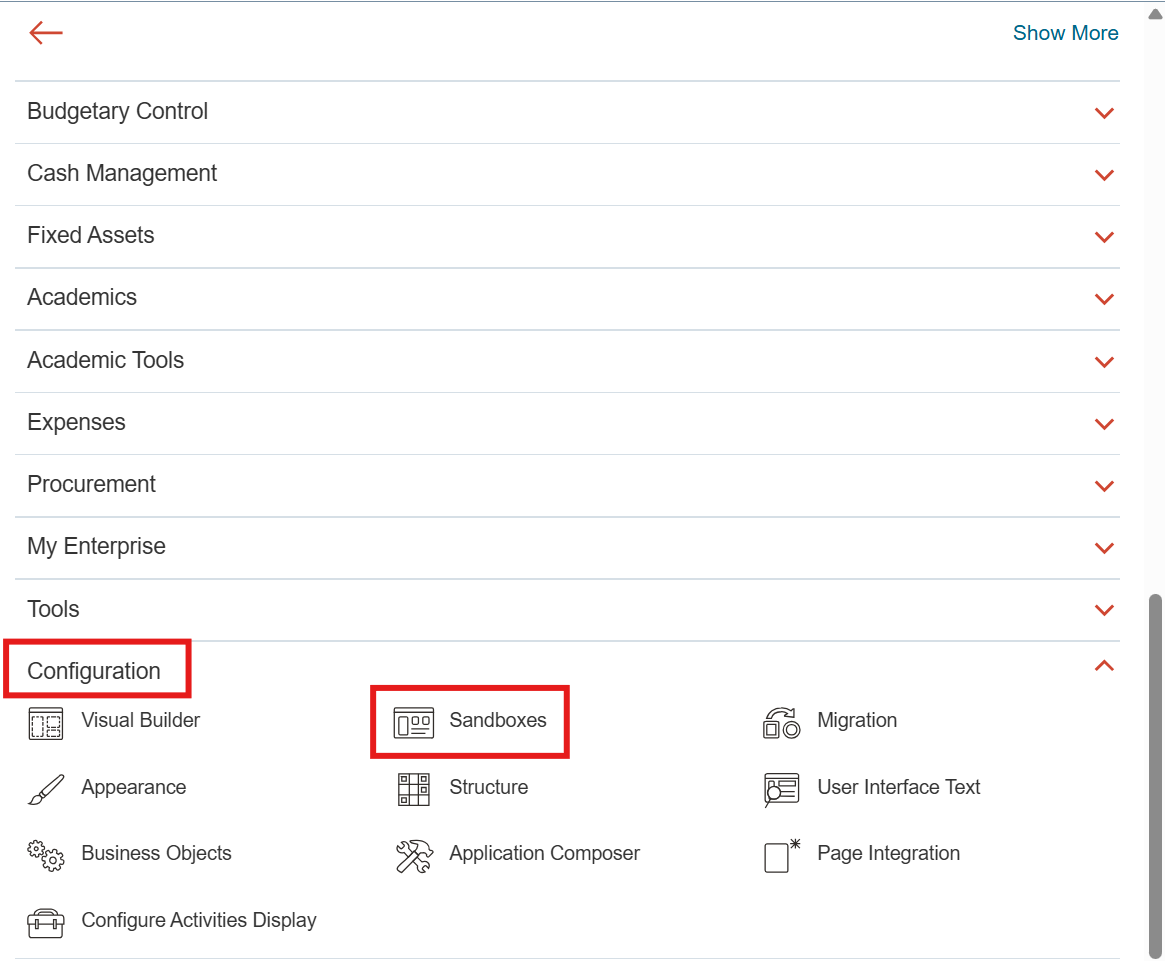 Show More
Budgetary Control
Cash Management
Fixed Assets
Academics
Academic Tools
Expenses
Procurement
My Enterprise
Tools
Configuration
Visual Builder
Sandboxes
Migration
Appearance
Structure
User Interface Text
Business Objects
Application Composer
Page Integration
Configure Activities Display